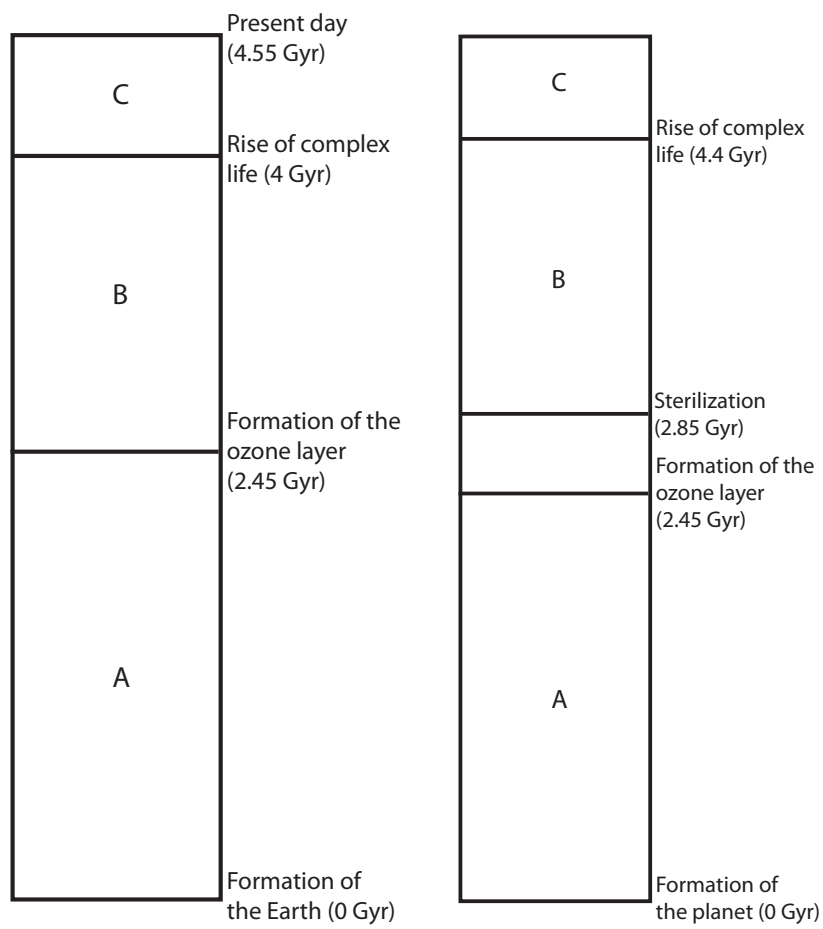 Present day
(4.55 Gyr)
C
Rise of complex
life (4 Gyr)
B
Formation of the
ozone layer
(2.45 Gyr)
A
Formation of
the Earth (0 Gyr)
C
Rise of complex
life (4.4 Gyr)
B
Sterilization
(2.85 Gyr)
Formation of the
ozone layer
(2.45 Gyr)
A
Formation of
the planet (0 Gyr)